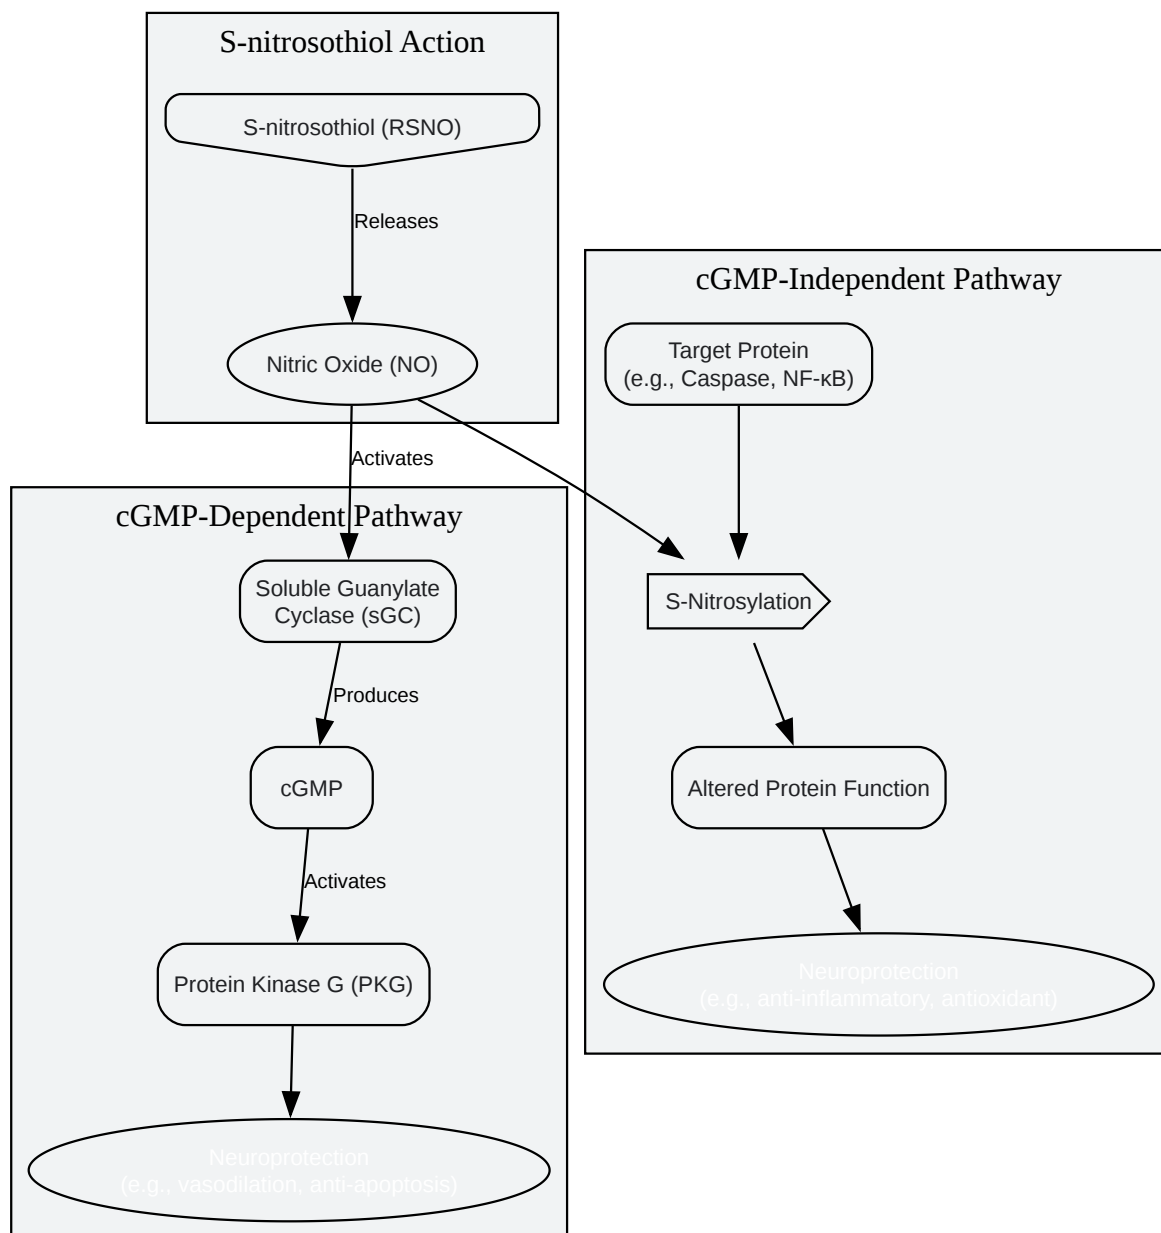 S-nitrosothiol Action
S-nitrosothiol (RSNO)
Releases
Nitric Oxide (NO)
Activates
cGMP-Dependent Pathway
Soluble Guanylate
Cyclase (sGC)
Produces
cGMP
Activates
Protein Kinase G (PKG)
Neuroprotection
(e.g., vasodilation, anti-apoptosis)
cGMP-Independent Pathway
Target Protein
(e.g., Caspase, NF-κB)
S-Nitrosylation
Altered Protein Function
Neuroprotection
(e.g., anti-inflammatory, antioxidant)